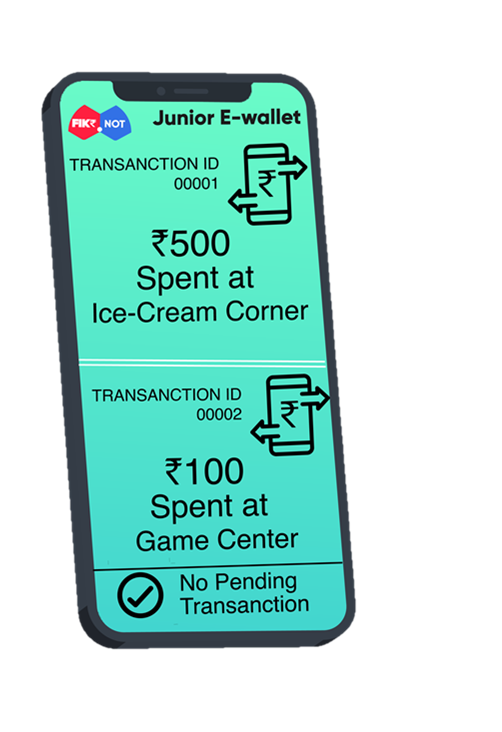 FIKR.NOT
Junior E-wallet
TRANSANCTION ID
00001
₹
₹500
Spent at
Ice-Cream Corner
TRANSANCTION ID
00002
₹
₹100
Spent at
Game Center
No Pending
Transanction